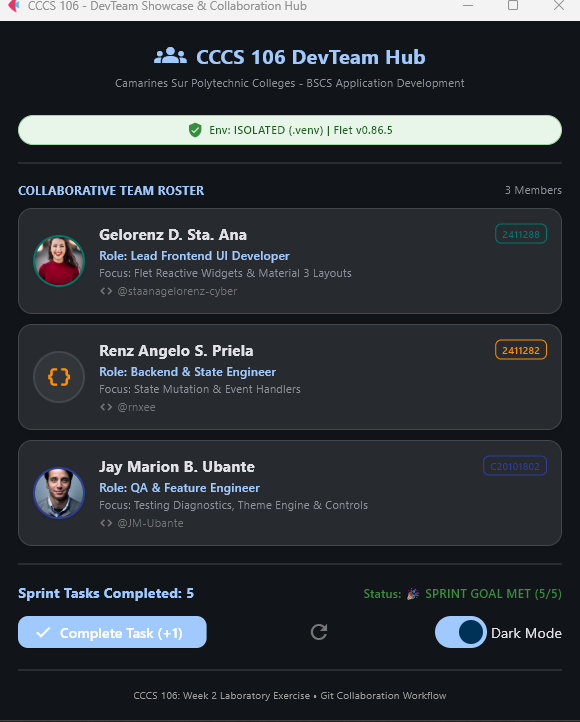 CCCS 106 - DevTeam Showcase & Collaboration Hub
CCCS 106 DevTeam Hub
Camarines Sur Polytechnic Colleges - BSCS Application Development
Env: ISOLATED (.venv) | Flet v0.86.5
COLLABORATIVE TEAM ROSTER
3 Members
Gelorenz D. Sta. Ana
2411288
Role: Lead Frontend UI Developer
Focus: Flet Reactive Widgets & Material 3 Layouts
@staanagelorenz-cyber
Renz Angelo S. Priela
2411282
Role: Backend & State Engineer
Focus: State Mutation & Event Handlers
@rnxee
Jay Marion B. Ubante
C20101802
Role: QA & Feature Engineer
Focus: Testing Diagnostics, Theme Engine & Controls
@JM-Ubante
Sprint Tasks Completed: 5
Status: 🎉 SPRINT GOAL MET (5/5)
Complete Task (+1)
Dark Mode
CCCS 106: Week 2 Laboratory Exercise • Git Collaboration Workflow